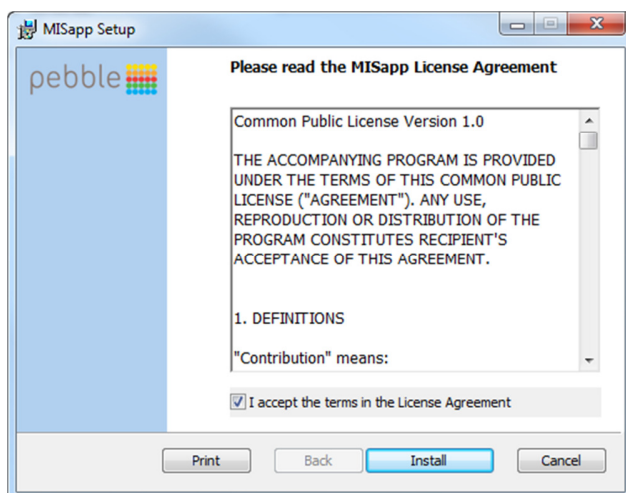 MISapp Setup
pebble
Please read the MISapp License Agreement
Common Public License Version 1.0
THE ACCOMPANYING PROGRAM IS PROVIDED
UNDER THE TERMS OF THIS COMMON PUBLIC
LICENSE ("AGREEMENT"). ANY USE,
REPRODUCTION OR DISTRIBUTION OF THE
PROGRAM CONSTITUTES RECIPIENT'S
ACCEPTANCE OF THIS AGREEMENT.
1. DEFINITIONS
"Contribution" means:
I accept the terms in the License Agreement
Print Back Install Cancel